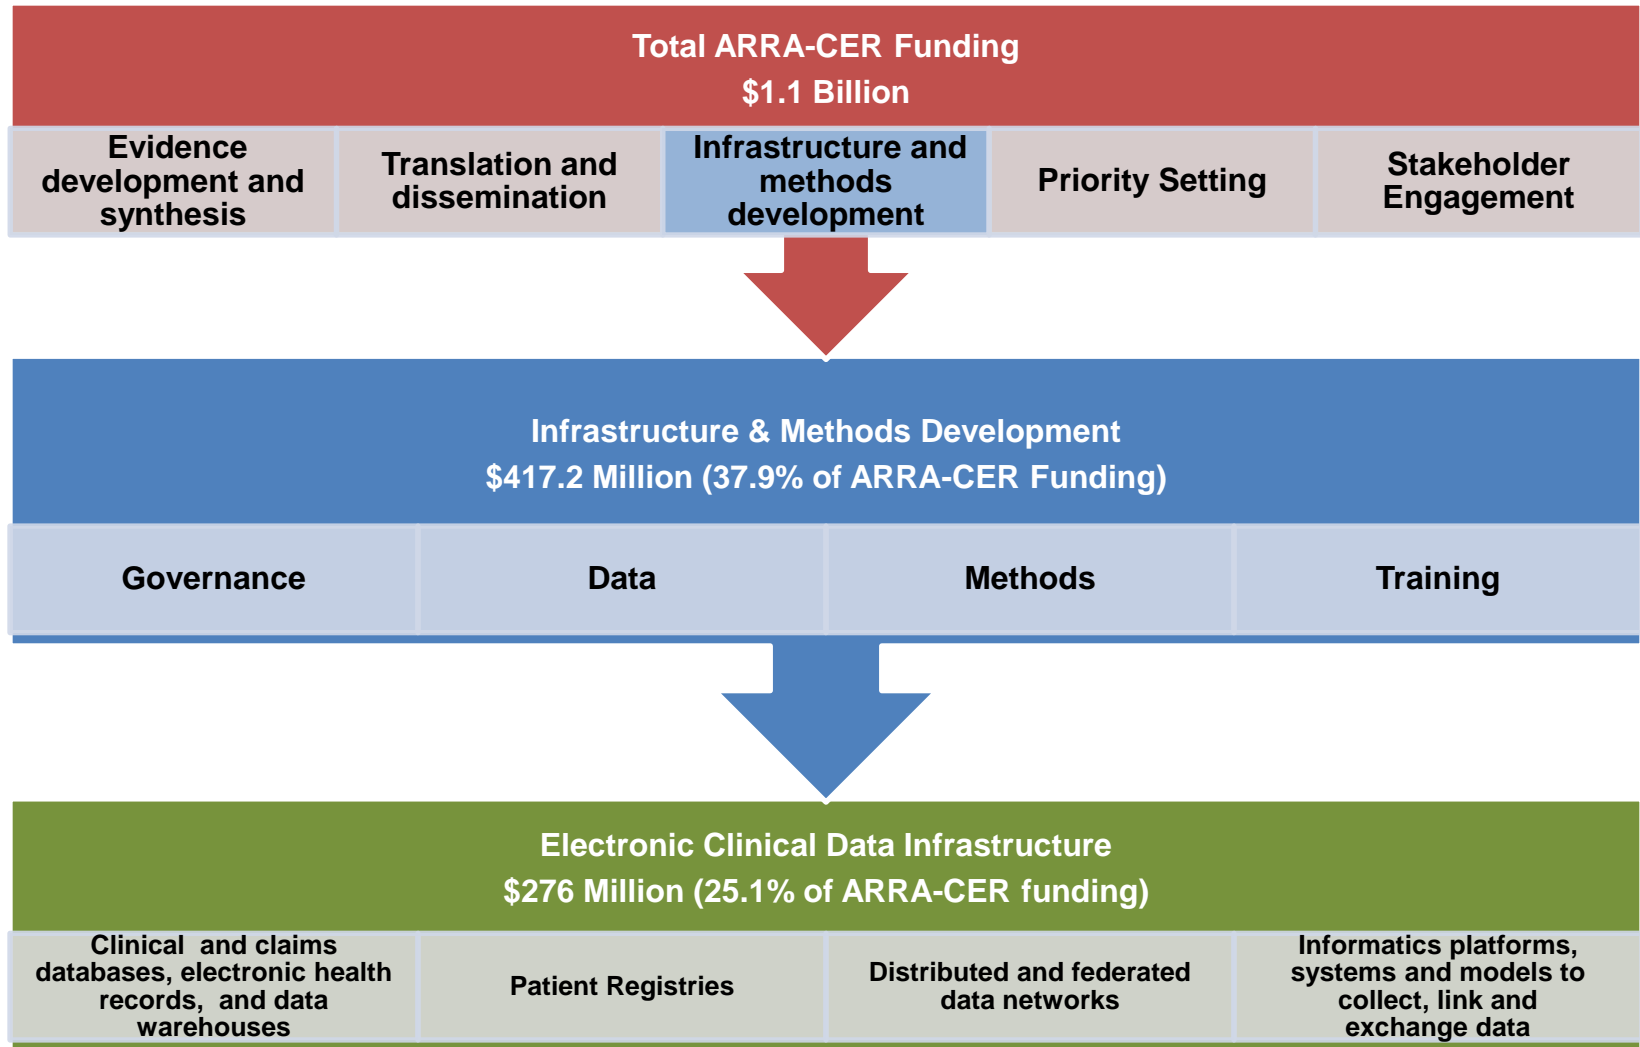 Total ARRA-CER Funding
$1.1 Billion
Evidence
development and
synthesis
Translation and
dissemination
Infrastructure and
methods
development
Priority Setting
Stakeholder
Engagement
Infrastructure & Methods Development
$417.2 Million (37.9% of ARRA-CER Funding)
Governance
Data
Methods
Training
Electronic Clinical Data Infrastructure
$276 Million (25.1% of ARRA-CER funding)
Clinical and claims
databases, electronic health
records, and data
warehouses
Patient Registries
Distributed and federated
data networks
Informatics platforms,
systems and models to
collect, link and
exchange data